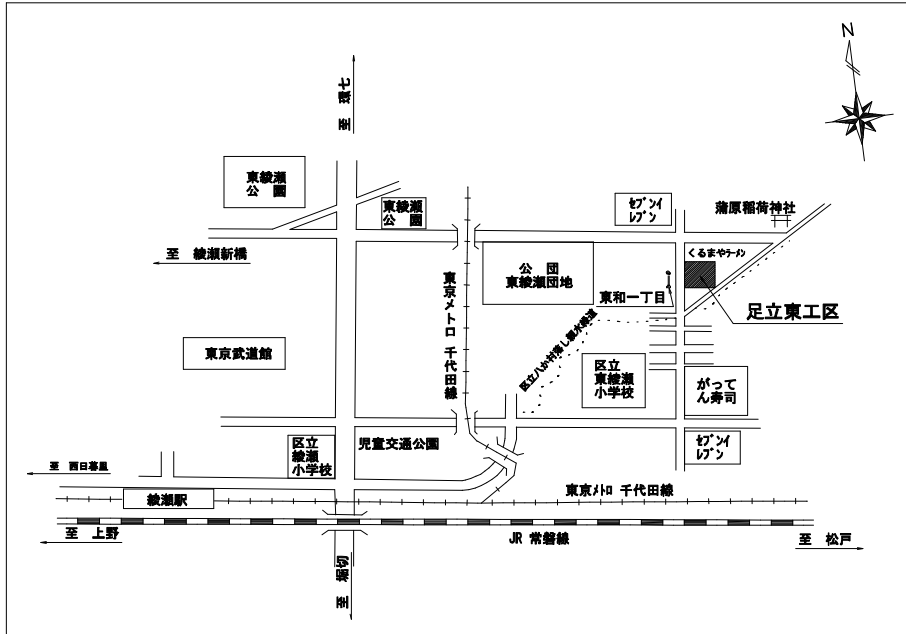 N
至 環七
東綾瀬
公 園
東綾瀬
公園
ｾﾌﾞﾝｲ
ﾚﾌﾞﾝ
蒲原稲荷神社
至 綾瀬新橋
くるまやﾗｰﾒﾝ
公 団
東綾瀬団地
東和一丁目
足立東工区
東京メトロ 千代田線
東京武道館
区立八か村落し親水緑道
区立
東綾瀬
小学校
がって
ん寿司
区立
綾瀬
小学校
児童交通公園
ｾﾌﾞﾝｲ
ﾚﾌﾞﾝ
至 西日暮里
綾瀬駅
東京ﾒﾄﾛ 千代田線
至 上野
JR 常磐線
至 松戸
至 堀切